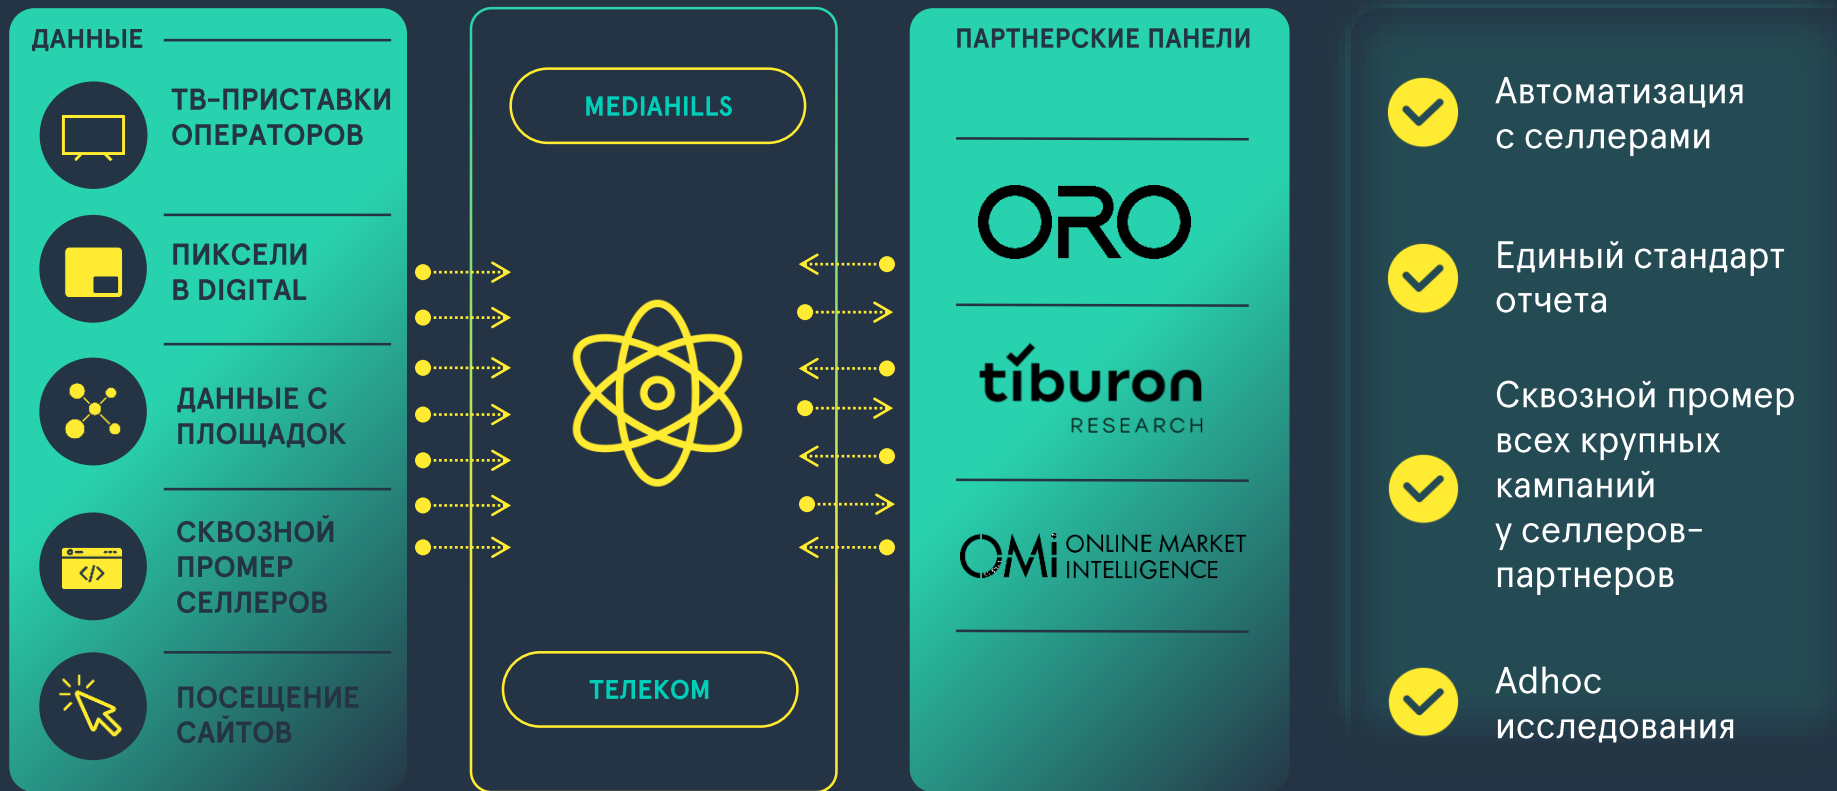 ДАННЫЕ
ТВ-ПРИСТАВКИ
ОПЕРАТОРОВ
ПИКСЕЛИ
В DIGITAL
ДАННЫЕ С
ПЛОЩАДОК
СКВОЗНОЙ
ПРОМЕР
СЕЛЛЕРОВ
ПОСЕЩЕНИЕ
САЙТОВ
MEDIAHILLS
ТЕЛЕКОМ
ПАРТНЕРСКИЕ ПАНЕЛИ
ORO
tiburon
RESEARCH
OMi ONLINE MARKET
INTELLIGENCE
Автоматизация
с селлерами
Единый стандарт
отчета
Сквозной промер
всех крупных
кампаний
у селлеров-
партнеров
Adhoc
исследования